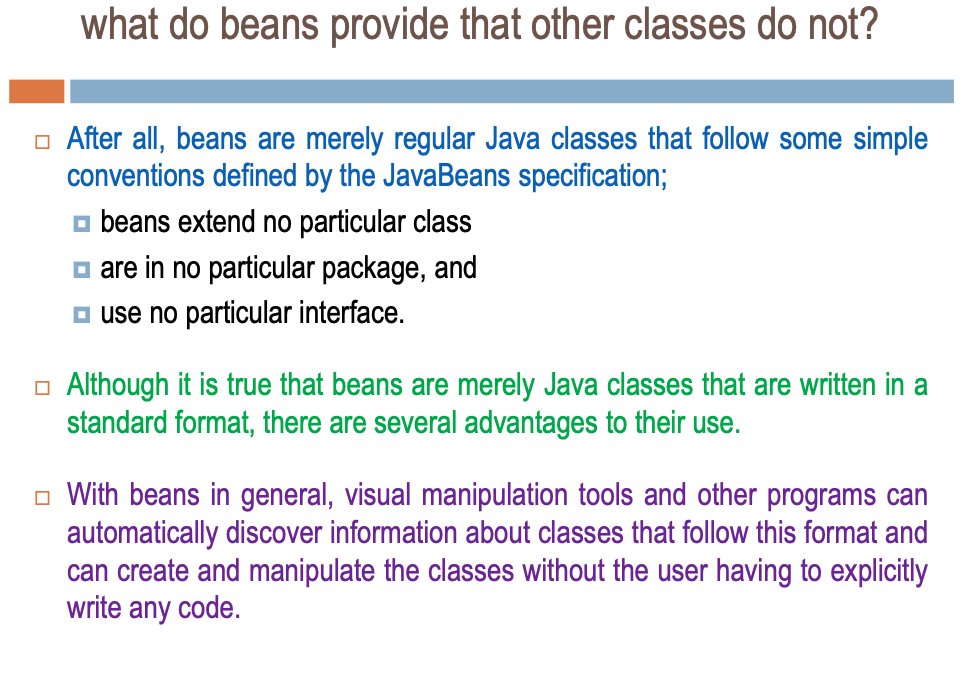 what do beans provide that other classes do not?
After all, beans are merely regular Java classes that follow some simple
conventions defined by the JavaBeans specification;
beans extend no particular class
are in no particular package, and
use no particular interface.
Although it is true that beans are merely Java classes that are written in a
standard format, there are several advantages to their use.
With beans in general, visual manipulation tools and other programs can
automatically discover information about classes that follow this format and
can create and manipulate the classes without the user having to explicitly
write any code.